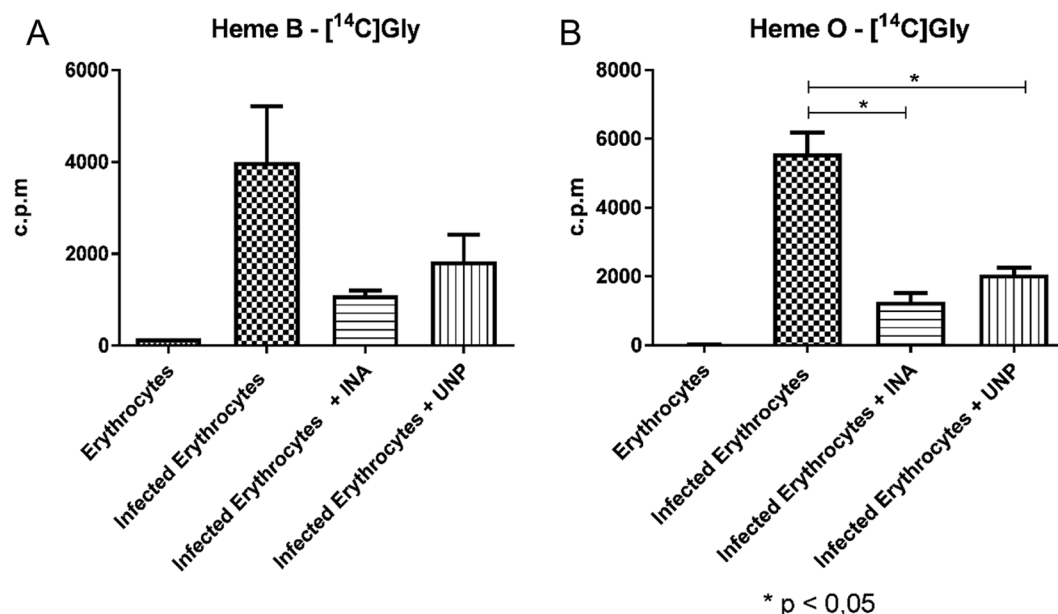 A
Heme B - [¹⁴C]Gly
6000
4000
2000
0
c.p.m
Erythrocytes
Infected Erythrocytes
Infected Erythrocytes + INA
Infected Erythrocytes + UNP
B
Heme O - [¹⁴C]Gly
8000
6000
4000
2000
0
c.p.m
*
*
Erythrocytes
Infected Erythrocytes
Infected Erythrocytes + INA
Infected Erythrocytes + UNP
* p < 0,05